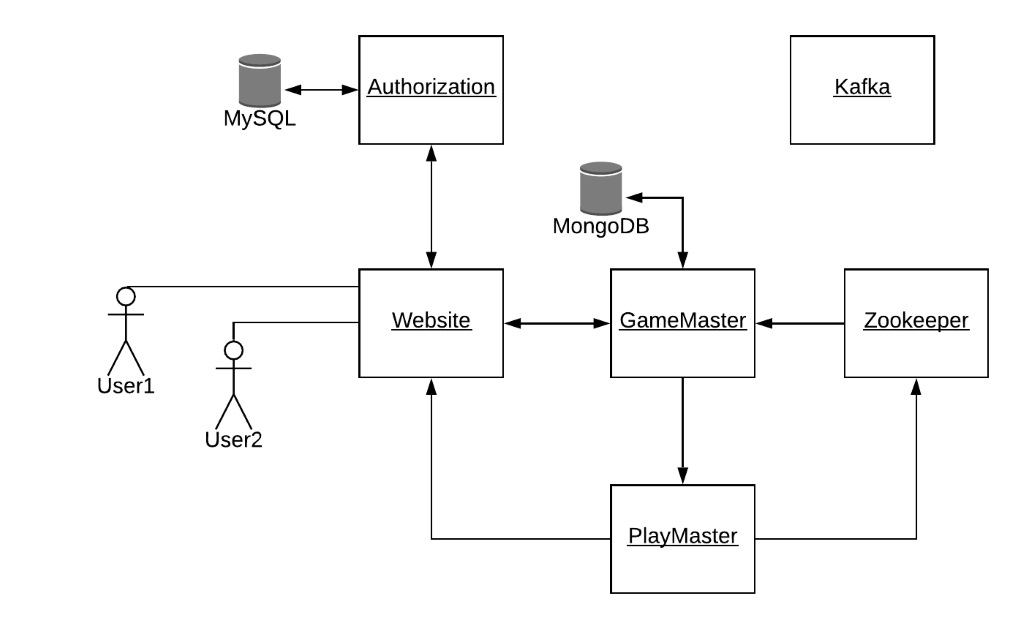 Authorization
Kafka
MySQL
MongoDB
Website
GameMaster
Zookeeper
User1
User2
PlayMaster